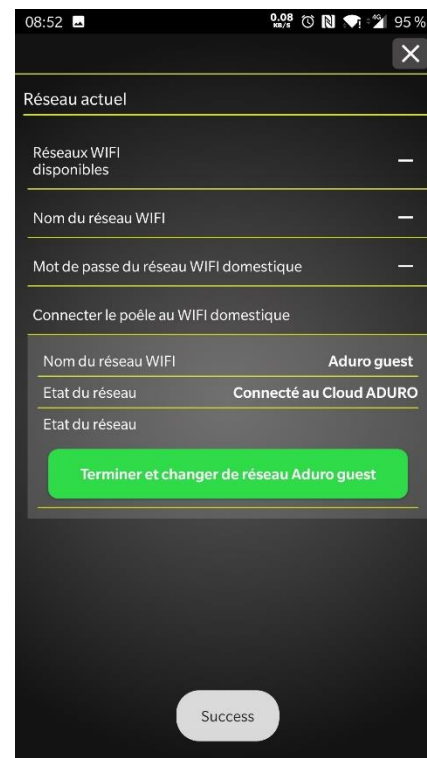 08:52
0.08
KB/S
4G
95 %
Réseau actuel
Réseaux WIFI
disponibles
Nom du réseau WIFI
Mot de passe du réseau WIFI domestique
Connecter le poêle au WIFI domestique
Nom du réseau WIFI Aduro guest
Etat du réseau Connecté au Cloud ADURO
Etat du réseau
Terminer et changer de réseau Aduro guest
Success